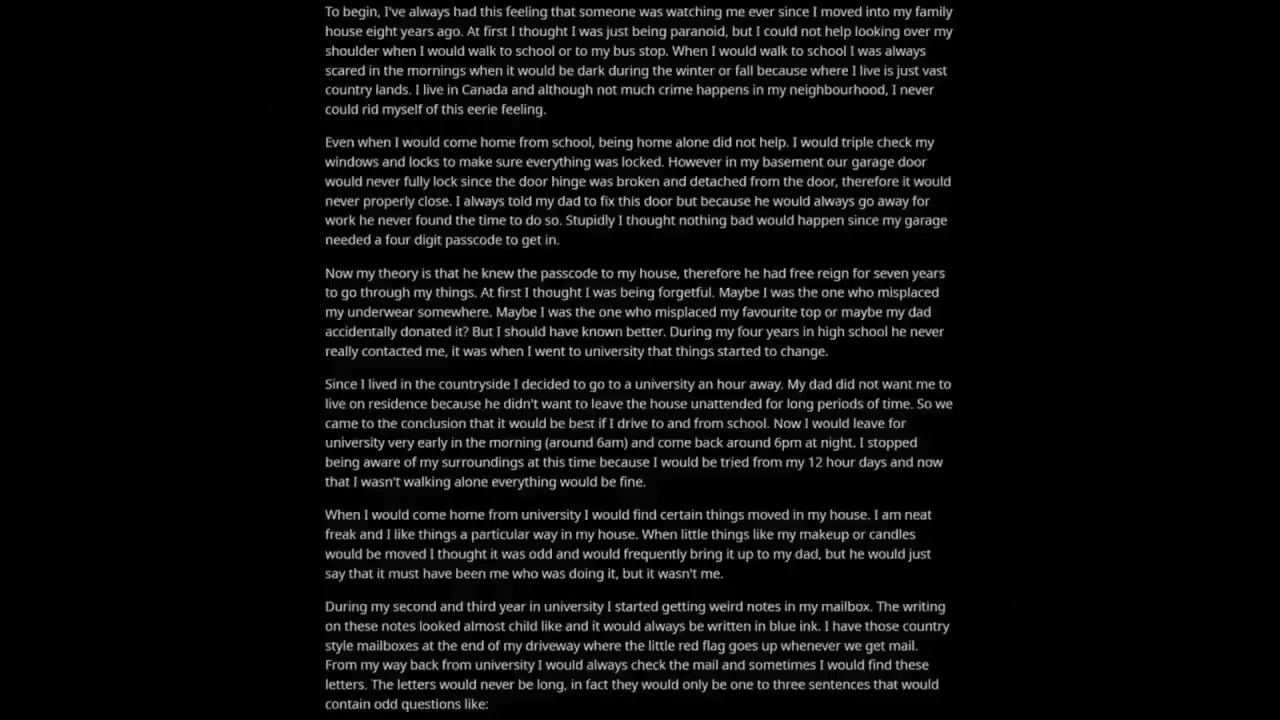 To begin, I've always had this feeling that someone was watching me ever since I moved into my family
house eight years ago. At first I thought I was just being paranoid, but I could not help looking over my
shoulder when I would walk to school or to my bus stop. When I would walk to school I was always
scared in the mornings when it would be dark during the winter or fall because where I live is just vast
country lands. I live in Canada and although not much crime happens in my neighbourhood, I never
could rid myself of this eerie feeling.
Even when I would come home from school, being home alone did not help. I would triple check my
windows and locks to make sure everything was locked. However in my basement our garage door
would never fully lock since the door hinge was broken and detached from the door, therefore it would
never properly close. I always told my dad to fix this door but because he would always go away for
work he never found the time to do so. Stupidly I thought nothing bad would happen since my garage
needed a four digit passcode to get in.
Now my theory is that he knew the passcode to my house, therefore he had free reign for seven years
to go through my things. At first I thought I was being forgetful. Maybe I was the one who misplaced
my underwear somewhere. Maybe I was the one who misplaced my favourite top or maybe my dad
accidentally donated it? But I should have known better. During my four years in high school he never
really contacted me, it was when I went to university that things started to change.
Since I lived in the countryside I decided to go to a university an hour away. My dad did not want me to
live on residence because he didn't want to leave the house unattended for long periods of time. So we
came to the conclusion that it would be best if I drive to and from school. Now I would leave for
university very early in the morning (around 6am) and come back around 6pm at night. I stopped
being aware of my surroundings at this time because I would be tried from my 12 hour days and now
that I wasn't walking alone everything would be fine.
When I would come home from university I would find certain things moved in my house. I am neat
freak and I like things a particular way in my house. When little things like my makeup or candles
would be moved I thought it was odd and would frequently bring it up to my dad, but he would just
say that it must have been me who was doing it, but it wasn't me.
During my second and third year in university I started getting weird notes in my mailbox. The writing
on these notes looked almost child like and it would always be written in blue ink. I have those country
style mailboxes at the end of my driveway where the little red flag goes up whenever we get mail.
From my way back from university I would always check the mail and sometimes I would find these
letters. The letters would never be long, in fact they would only be one to three sentences that would
contain odd questions like: